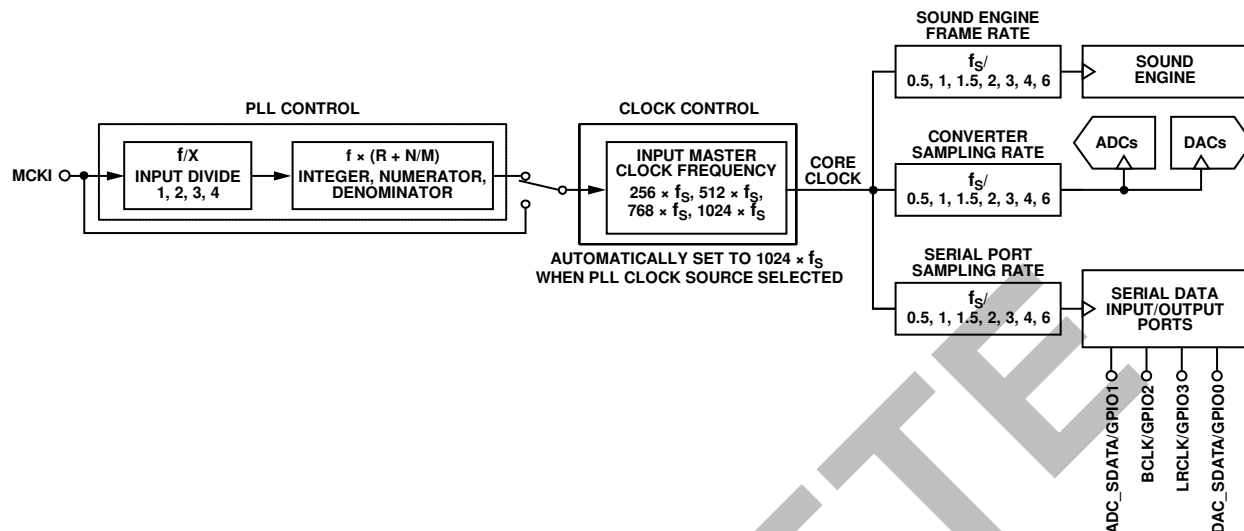 PLL CONTROL
MCKI
f/X
INPUT DIVIDE
1, 2, 3, 4
f × (R + N/M)
INTEGER, NUMERATOR,
DENOMINATOR
CLOCK CONTROL
INPUT MASTER
CLOCK FREQUENCY
256 × fS, 512 × fS,
768 × fS, 1024 × fS
AUTOMATICALLY SET TO 1024 × fS
WHEN PLL CLOCK SOURCE SELECTED
CORE
CLOCK
SOUND ENGINE
FRAME RATE
fS/
0.5, 1, 1.5, 2, 3, 4, 6
SOUND
ENGINE
CONVERTER
SAMPLING RATE
fS/
0.5, 1, 1.5, 2, 3, 4, 6
ADCs
DACs
SERIAL PORT
SAMPLING RATE
fS/
0.5, 1, 1.5, 2, 3, 4, 6
SERIAL DATA
INPUT/OUTPUT
PORTS
ADC_SDATA/GPIO1
BCLK/GPIO2
LRCLK/GPIO3
DAC_SDATA/GPIO0
TE